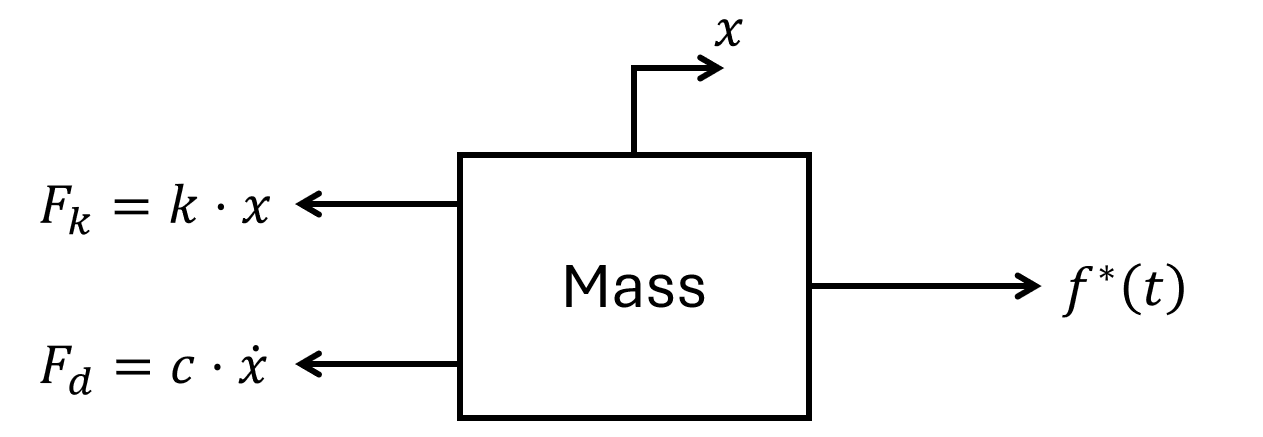 x
F_k = k · x
Mass
f*(t)
F_d = c · ẋ